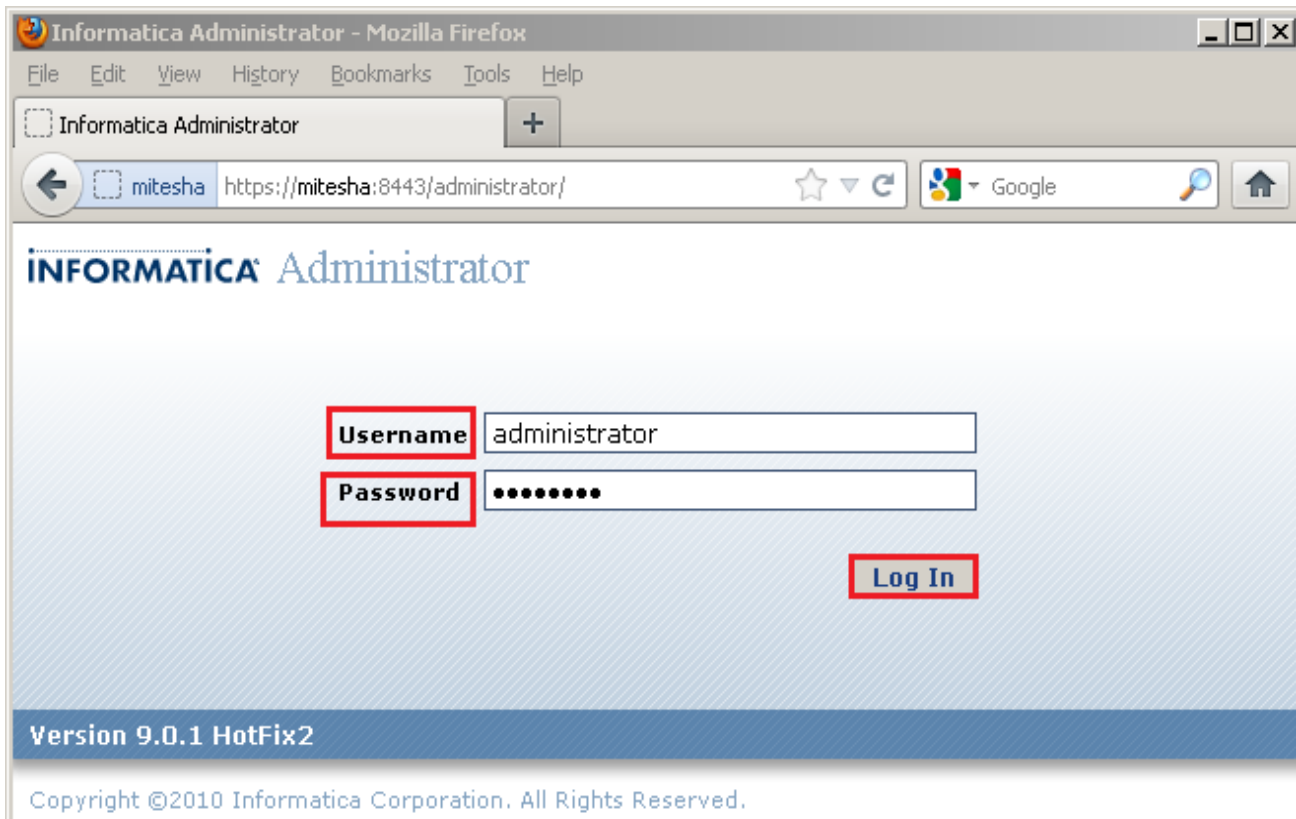 Informatica Administrator - Mozilla Firefox
File Edit View History Bookmarks Tools Help
Informatica Administrator
mitesha https://mitesha:8443/administrator/ Google
INFORMATICA Administrator
Username administrator
Password ••••••••
Log In
Version 9.0.1 HotFix2
Copyright ©2010 Informatica Corporation. All Rights Reserved.